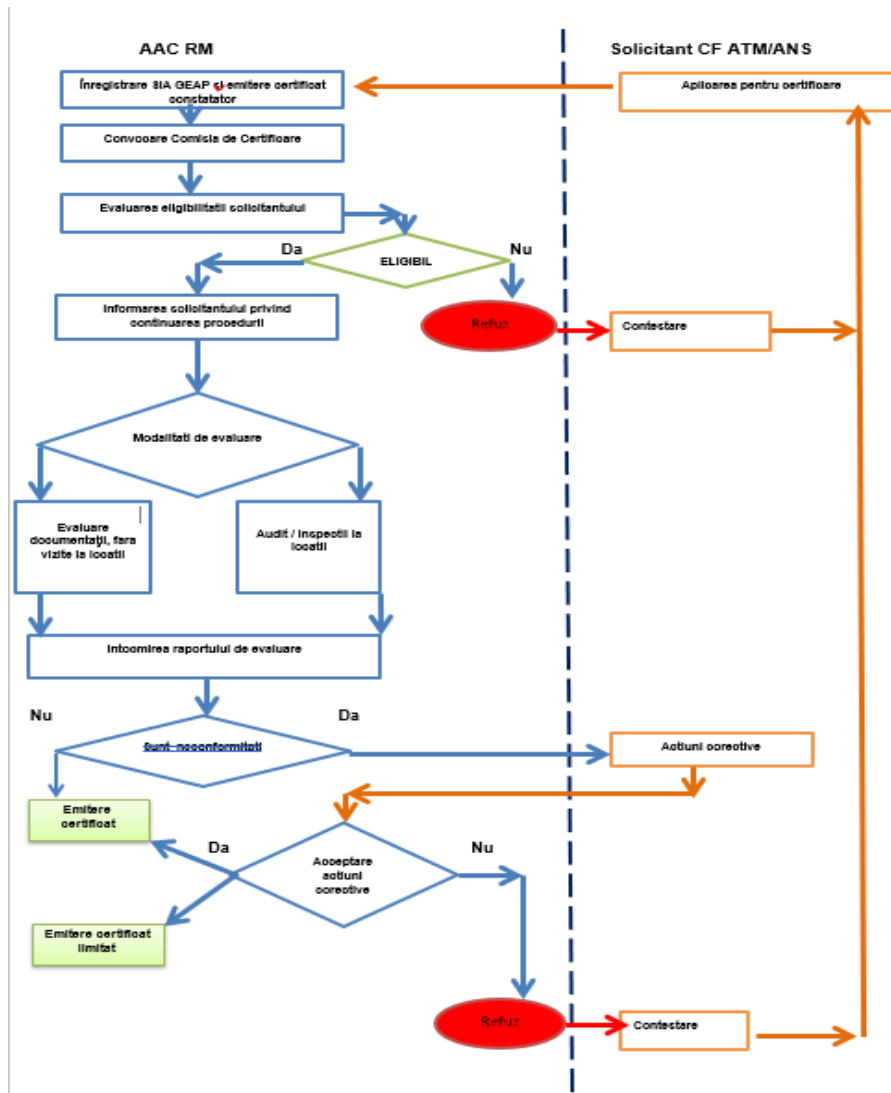 AAC RM
Solicitant CF ATM/ANS
Înregistrare SIA GEAP și emitere certificat
constatator
Aplicarea pentru certificare
Convocare Comisia de Certificare
Evaluarea eligibilitatii solicitantului
Da
Nu
ELIGIBIL
Informarea solicitantului privind
continuarea procedurii
Refuz
Contestare
Modalitati de evaluare
Evaluare
documentații, fara
vizite la locatii
Audit / Inspectii la
locatii
Intocmirea raportului de evaluare
Nu
Da
Sunt neconformitati
Actiuni corective
Emitere
certificat
Da
Nu
Acceptare
actiuni
corective
Emitere certificat
limitat
Refuz
Contestare